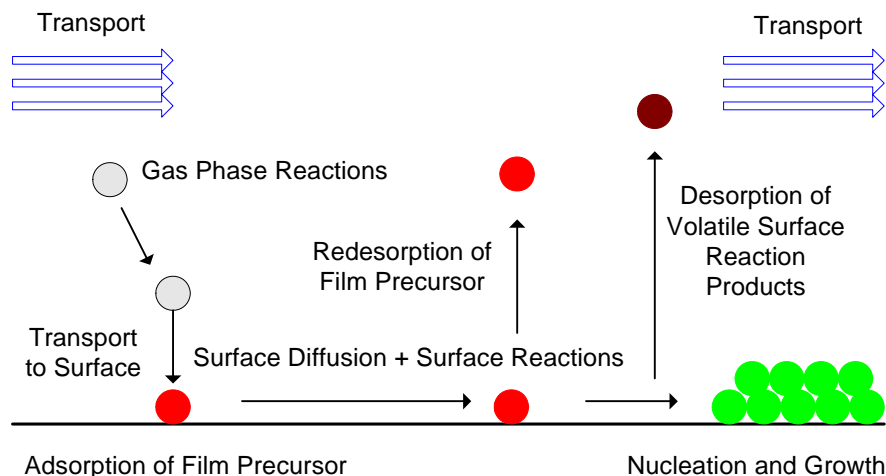 Transport
Transport
Gas Phase Reactions
Desorption of
Volatile Surface
Reaction
Products
Redesorption of
Film Precursor
Transport
to Surface
Surface Diffusion + Surface Reactions
Adsorption of Film Precursor
Nucleation and Growth